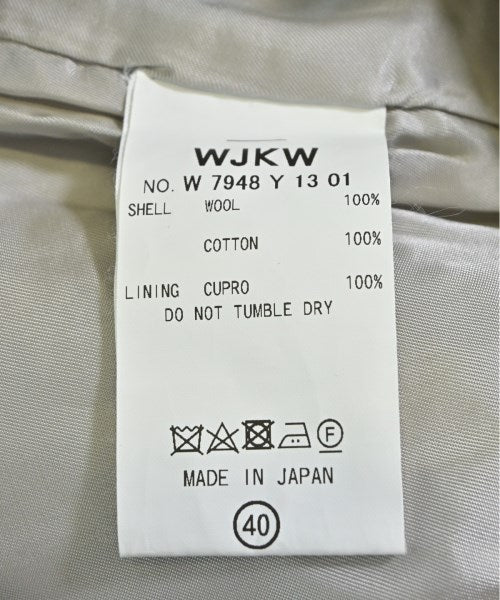 WJKW
NO. W 7948 Y 13 01
SHELL WOOL 100%
COTTON 100%
LINING CUPRO 100%
DO NOT TUMBLE DRY
F
MADE IN JAPAN
40